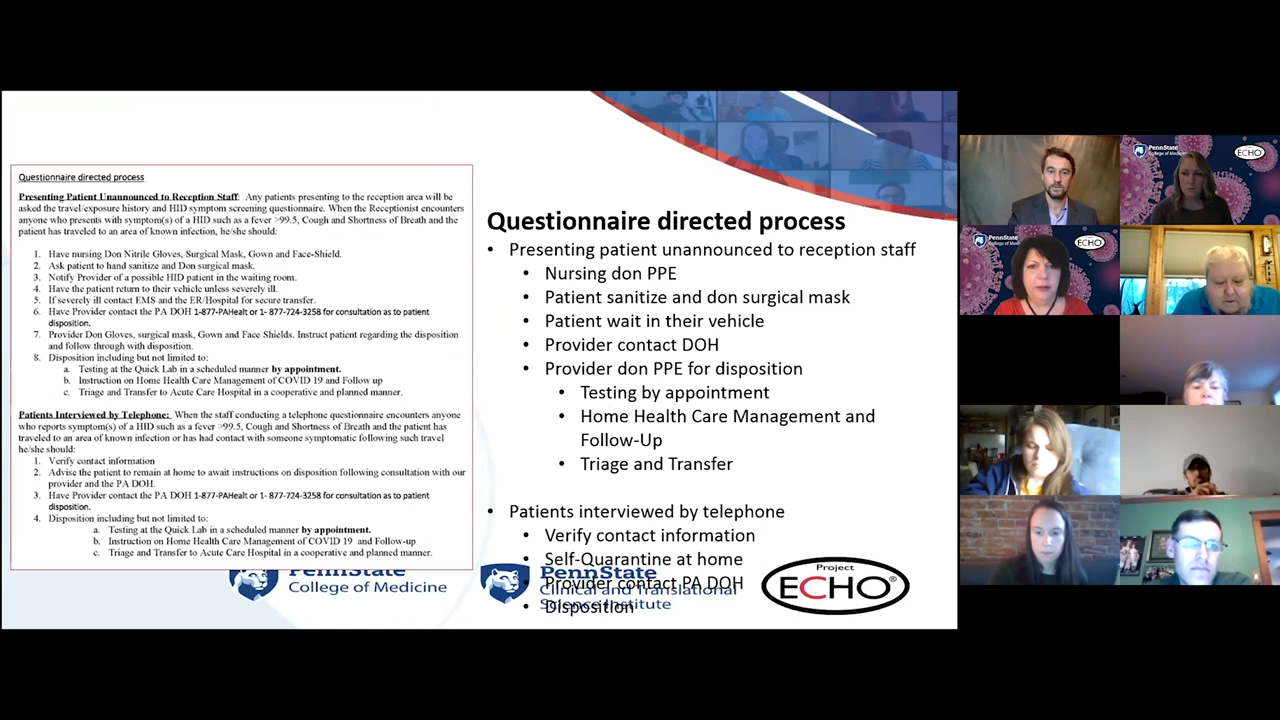 Questionnaire directed process
Presenting Patient Unannounced to Reception Staff: Any patients presenting to the reception area will be
asked the travel/exposure history and HID symptom screening questionnaire. When the Receptionist encounters
anyone who presents with symptom(s) of a HID such as a fever >99.5, Cough and Shortness of Breath and the
patient has traveled to an area of known infection, he/she should:
1. Have nursing Don Nitrile Gloves, Surgical Mask, Gown and Face-Shield.
2. Ask patient to hand sanitize and Don surgical mask.
3. Notify Provider of a possible HID patient in the waiting room.
4. Have the patient return to their vehicle unless severely ill.
5. If severely ill contact EMS and the ER/Hospital for secure transfer.
6. Have Provider contact the PA DOH 1-877-PAHealt or 1- 877-724-3258 for consultation as to patient
disposition.
7. Provider Don Gloves, surgical mask, Gown and Face Shields. Instruct patient regarding the disposition
and follow through with disposition.
8. Disposition including but not limited to:
a. Testing at the Quick Lab in a scheduled manner by appointment.
b. Instruction on Home Health Care Management of COVID 19 and Follow up
c. Triage and Transfer to Acute Care Hospital in a cooperative and planned manner.
Patients Interviewed by Telephone: When the staff conducting a telephone questionnaire encounters anyone
who reports symptom(s) of a HID such as a fever >99.5, Cough and Shortness of Breath and the patient has
traveled to an area of known infection or has had contact with someone symptomatic following such travel
he/she should:
1. Verify contact information
2. Advise the patient to remain at home to await instructions on disposition following consultation with our
provider and the PA DOH.
3. Have Provider contact the PA DOH 1-877-PAHealt or 1- 877-724-3258 for consultation as to patient
disposition.
4. Disposition including but not limited to:
a. Testing at the Quick Lab in a scheduled manner by appointment.
b. Instruction on Home Health Care Management of COVID 19 and Follow-up
c. Triage and Transfer to Acute Care Hospital in a cooperative and planned manner.
Questionnaire directed process
• Presenting patient unannounced to reception staff
• Nursing don PPE
• Patient sanitize and don surgical mask
• Patient wait in their vehicle
• Provider contact DOH
• Provider don PPE for disposition
• Testing by appointment
• Home Health Care Management and
Follow-Up
• Triage and Transfer
• Patients interviewed by telephone
• Verify contact information
• Self-Quarantine at home
• Provider contact PA DOH
• Disposition
PennState
College of Medicine
PennState
Clinical and Translational
Science Institute
Project
ECHO®
PennState
College of Medicine
ECHO
PennState
College of Medi
ECHO